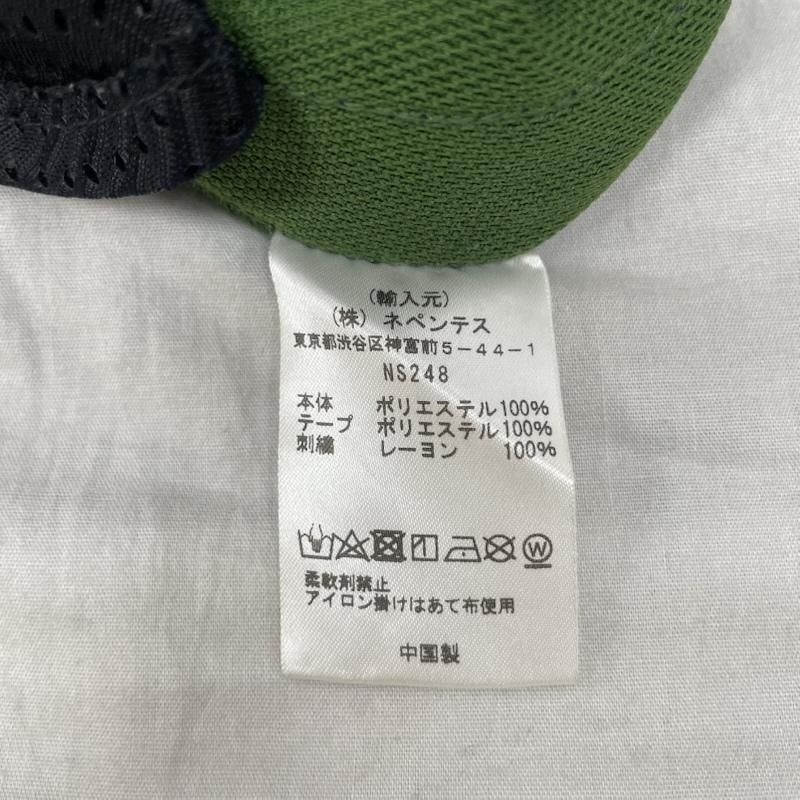 (輸入元)
(株) ネペンテス
東京都渋谷区神宮前5-44-1
NS248
本体 ポリエステル100%
テープ ポリエステル100%
刺繍 レーヨン 100%
W
柔軟剤禁止
アイロン掛けはあて布使用
中国製